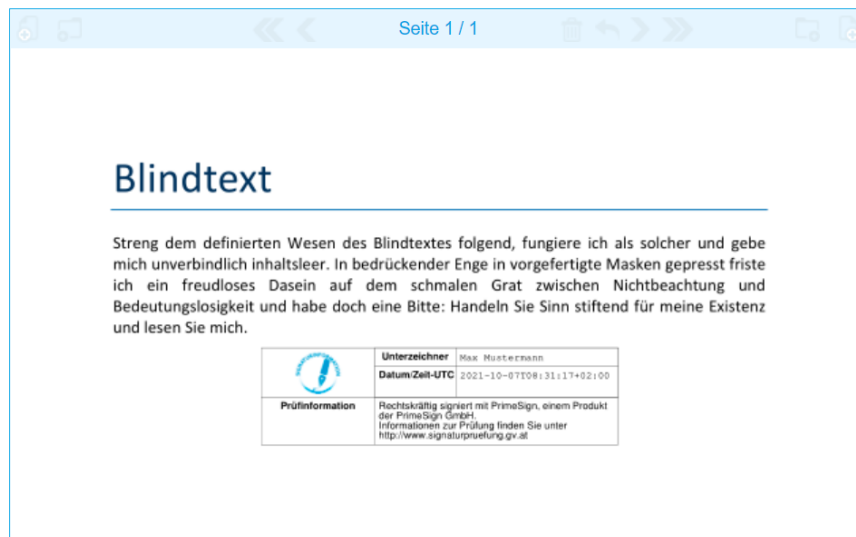 Seite 1 / 1
Blindtext
Streng dem definierten Wesen des Blindtextes folgend, fungiere ich als solcher und gebe
mich unverbindlich inhaltsleer. In bedrückender Enge in vorgefertigte Masken gepresst friste
ich ein freudloses Dasein auf dem schmalen Grat zwischen Nichtbeachtung und
Bedeutungslosigkeit und habe doch eine Bitte: Handeln Sie Sinn stiftend für meine Existenz
und lesen Sie mich.
SIGNATURINFORMATION
Unterzeichner Max Mustermann
Datum/Zeit-UTC 2021-10-07T08:31:17+02:00
Prüfinformation
Rechtskräftig signiert mit PrimeSign, einem Produkt
der PrimeSign GmbH.
Informationen zur Prüfung finden Sie unter
http://www.signaturpruefung.gv.at